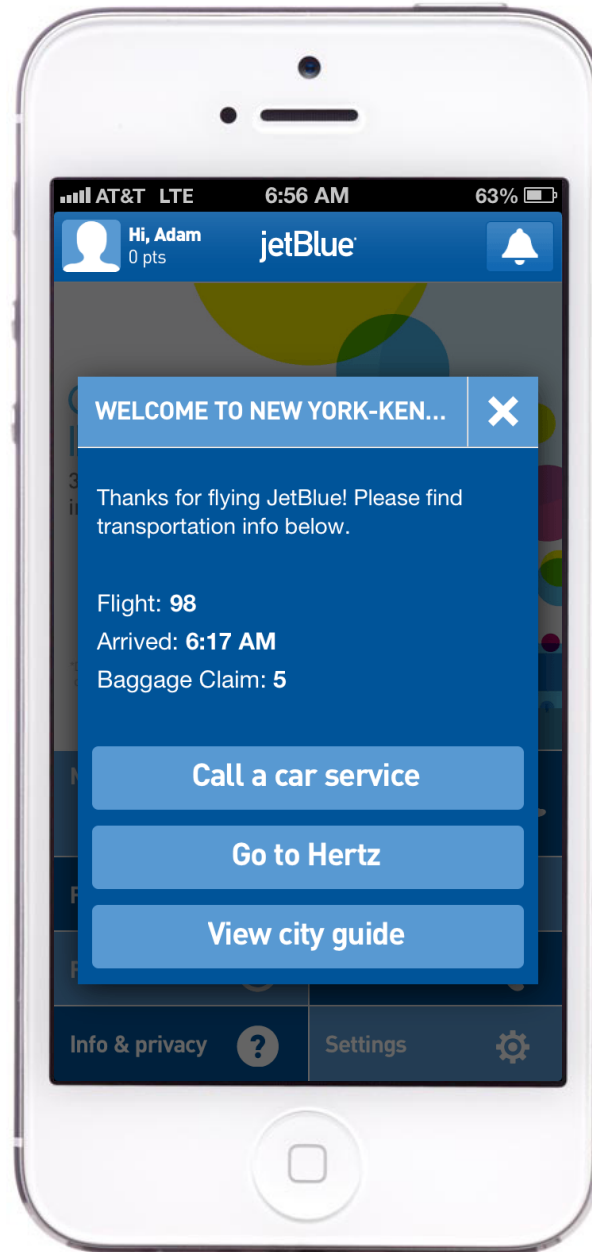 AT&T LTE 6:56 AM 63%
Hi, Adam
0 pts
jetBlue
WELCOME TO NEW YORK-KEN...
Thanks for flying JetBlue! Please find
transportation info below.
Flight: 98
Arrived: 6:17 AM
Baggage Claim: 5
Call a car service
Go to Hertz
View city guide
Info & privacy ?
Settings